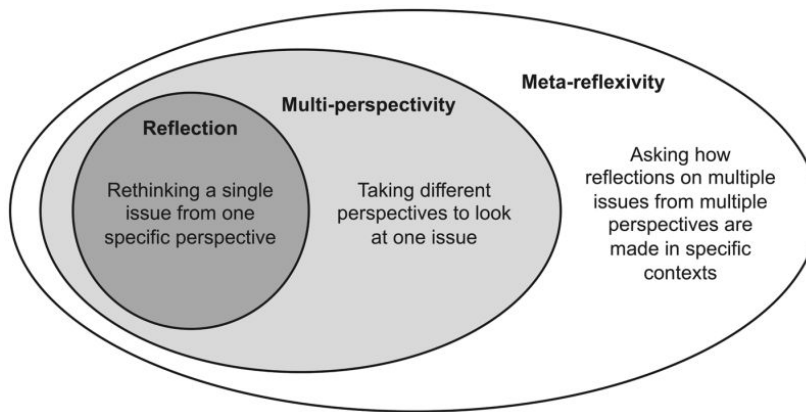 Reflection
Rethinking a single
issue from one
specific perspective
Multi-perspectivity
Taking different
perspectives to look
at one issue
Meta-reflexivity
Asking how
reflections on multiple
issues from multiple
perspectives are
made in specific
contexts